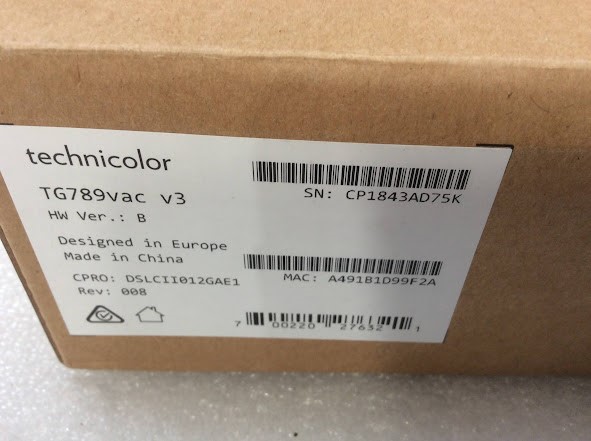 technicolor
TG789vac v3
HW Ver.: B
SN: CP1843AD75K
Designed in Europe
Made in China
CPRO: DSLCII012GAE1
MAC: A491B1D99F2A
Rev: 008
7 00220 27632 1